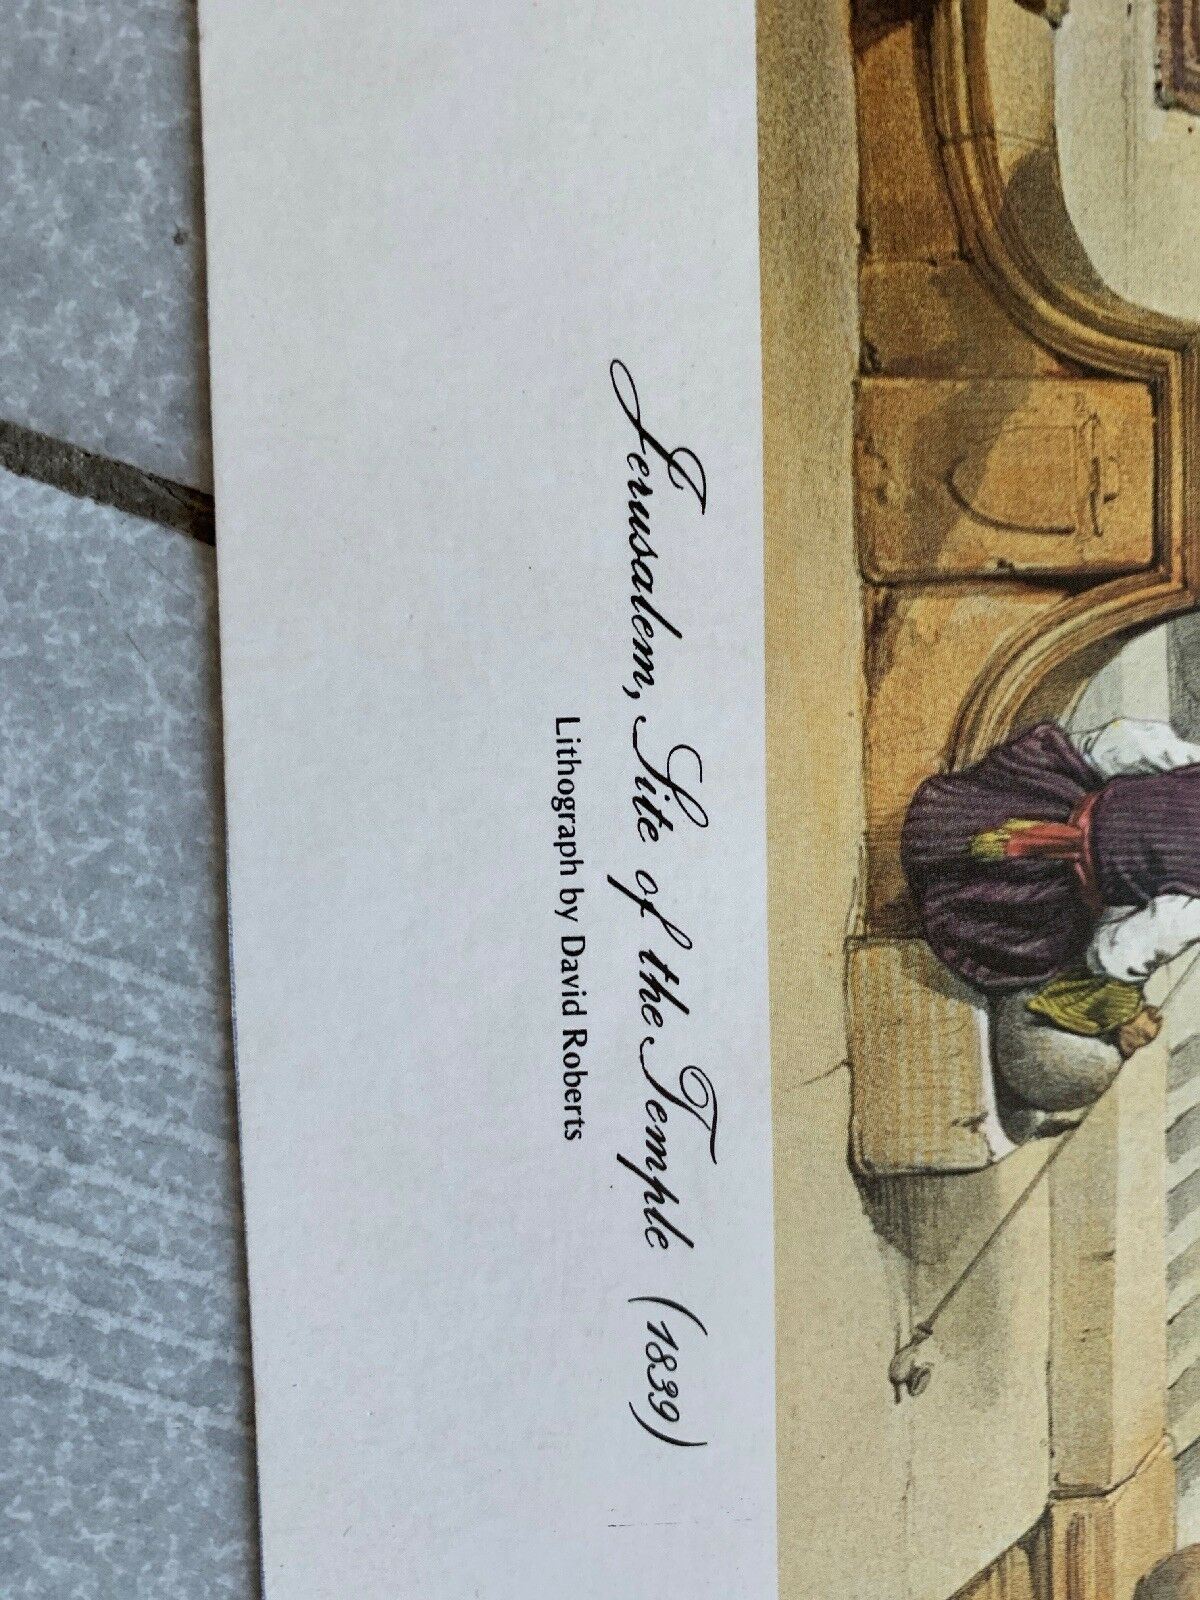 Jerusalem, Site of the Temple (1839)
Lithograph by David Roberts